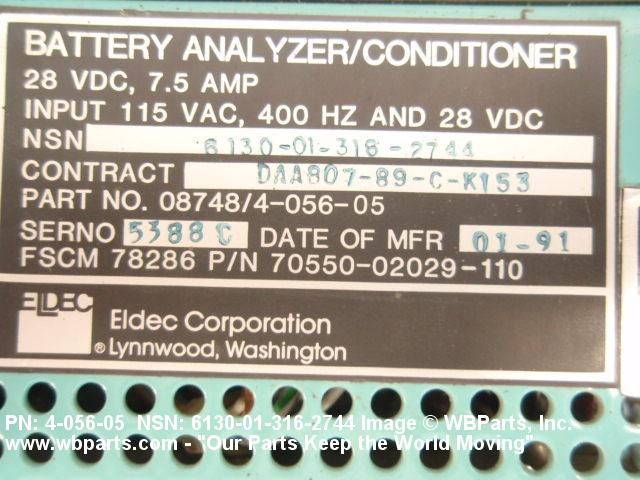 BATTERY ANALYZER/CONDITIONER
28 VDC, 7.5 AMP
INPUT 115 VAC, 400 HZ AND 28 VDC
NSN 6130-01-316-2744
CONTRACT DAA807-89-C-K153
PART NO. 08748/4-056-05
SERNO 5388C DATE OF MFR 01-91
FSCM 78286 P/N 70550-02029-110
ELDEC
Eldec Corporation
® Lynnwood, Washington
PN: 4-056-05 NSN: 6130-01-316-2744 Image © WBParts, Inc.
www.wbparts.com - "Our Parts Keep the World Moving"